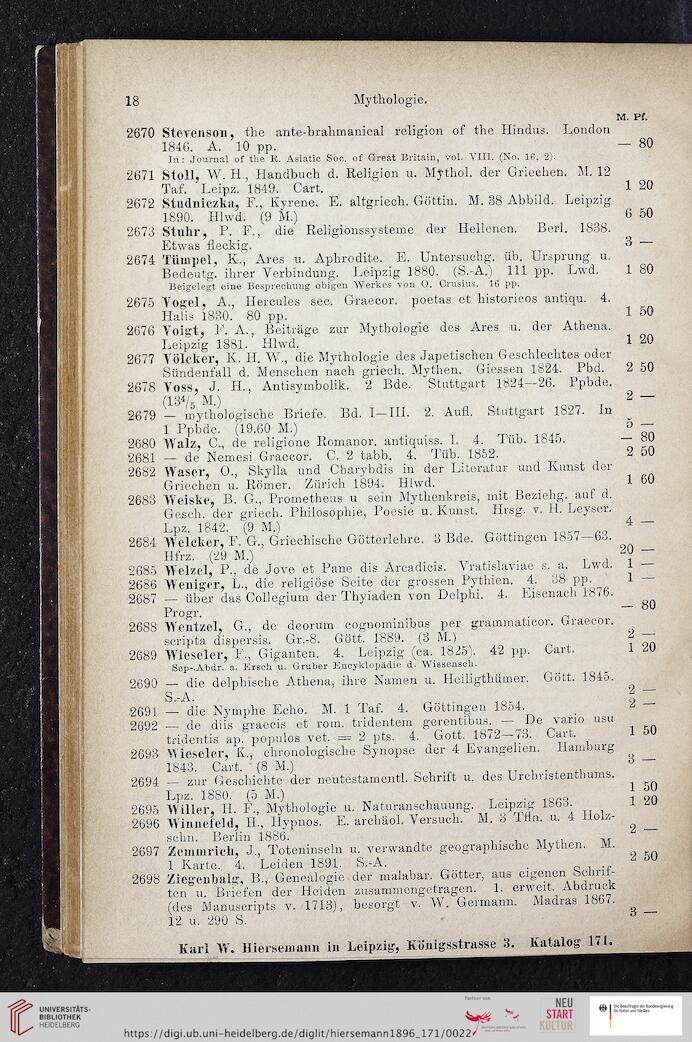 18 Mythologie.
M. Pf.
2670 Stevenson, the ante-brahmanical religion of the Hindus. London
1846. A. 10 pp. — 80
In: Journal of the R. Asiatic Soc. of Great Britain, vol. VIII. (No. 16, 2).
2671 Stoll, W. H., Handbuch d. Religion u. Mythol. der Griechen. M. 12
Taf. Leipz. 1849. Cart. 1 20
2672 Studniczka, F., Kyrene. E. altgriech. Göttin. M. 38 Abbild. Leipzig
1890. Hlwd. (9 M.) 6 50
2673 Stuhr, P. F., die Religionssysteme der Hellenen. Berl. 1838.
Etwas fleckig. 3 —
2674 Tümpel, K., Ares u. Aphrodite. E. Untersuchg. üb. Ursprung u.
Bedeutg. ihrer Verbindung. Leipzig 1880. (S.-A.) 111 pp. Lwd. 1 80
Beigelegt eine Besprechung obigen Werkes von O. Crusius. 16 pp.
2675 Vogel, A., Hercules sec. Graecor. poetas et historicos antiqu. 4.
Halis 1830. 80 pp. 1 50
2676 Voigt, F. A., Beiträge zur Mythologie des Ares u. der Athena.
Leipzig 1881. Hlwd. 1 20
2677 Völcker, K. H. W., die Mythologie des Japetischen Geschlechtes oder
Sündenfall d. Menschen nach griech. Mythen. Giessen 1824. Pbd. 2 50
2678 Voss, J. H., Antisymbolik. 2 Bde. Stuttgart 1824—26. Ppbde.
(13⁴/₅ M.) 2 —
2679 — mythologische Briefe. Bd. I—III. 2. Aufl. Stuttgart 1827. In
1 Ppbde. (19.60 M.) 5 —
2680 Walz, C., de religione Romanor. antiquiss. I. 4. Tüb. 1845. — 80
2681 — de Nemesi Graecor. C. 2 tabb. 4. Tüb. 1852. 2 50
2682 Waser, O., Skylla und Charybdis in der Literatur und Kunst der
Griechen u. Römer. Zürich 1894. Hlwd. 1 60
2683 Weiske, B. G., Prometheus u. sein Mythenkreis, mit Beziehg. auf d.
Gesch. der griech. Philosophie, Poesie u. Kunst. Hrsg. v. H. Leyser.
Lpz. 1842. (9 M.) 4 —
2684 Welcker, F. G., Griechische Götterlehre. 3 Bde. Göttingen 1857—63.
Hfrz. (29 M.) 20 —
2685 Welzel, P., de Jove et Pane dis Arcadicis. Vratislaviae s. a. Lwd. 1 —
2686 Weniger, L., die religiöse Seite der grossen Pythien. 4. 38 pp. 1 —
2687 — über das Collegium der Thyiaden von Delphi. 4. Eisenach 1876.
Progr. — 80
2688 Wentzel, G., de deorum cognominibus per grammaticor. Graecor.
scripta dispersis. Gr.-8. Gött. 1889. (3 M.) 2 —
2689 Wieseler, F., Giganten. 4. Leipzig (ca. 1825). 42 pp. Cart. 1 20
Sep-.Abdr. a. Ersch u. Gruber Encyklopädie d. Wissensch.
2690 — die delphische Athena, ihre Namen u. Heiligthümer. Gött. 1845.
S.-A. 2 —
2691 — die Nymphe Echo. M. 1 Taf. 4. Göttingen 1854. 2 —
2692 — de diis graecis et rom. tridentem gerentibus. — De vario usu
tridentis ap. populos vet. = 2 pts. 4. Gott. 1872—73. Cart. 1 50
2693 Wieseler, K., chronologische Synopse der 4 Evangelien. Hamburg
1843. Cart. (8 M.) 3 —
2694 — zur Geschichte der neutestamentl. Schrift u. des Urchristenthums.
Lpz. 1880. (5 M.) 1 50
2695 Willer, H. F., Mythologie u. Naturanschauung. Leipzig 1863. 1 20
2696 Winnefeld, H., Hypnos. E. archäol. Versuch. M. 3 Tfln. u. 4 Holz-
schn. Berlin 1886. 2 —
2697 Zemmrich, J., Toteninseln u. verwandte geographische Mythen. M.
1 Karte. 4. Leiden 1891. S.-A. 2 50
2698 Ziegenbalg, B., Genealogie der malabar. Götter, aus eigenen Schrif-
ten u. Briefen der Heiden zusammengetragen. 1. erweit. Abdruck
(des Manuscripts v. 1713), besorgt v. W. Germann. Madras 1867.
12 u. 290 S. 3 —
Karl W. Hiersemann in Leipzig, Königsstrasse 3. Katalog 171.
UNIVERSITÄTS-
BIBLIOTHEK
HEIDELBERG
https://digi.ub.uni-heidelberg.de/diglit/hiersemann1896_171/0022
Partner von
NEU
START
KULTUR
Die Beauftragte der Bundesregierung
für Kultur und Medien